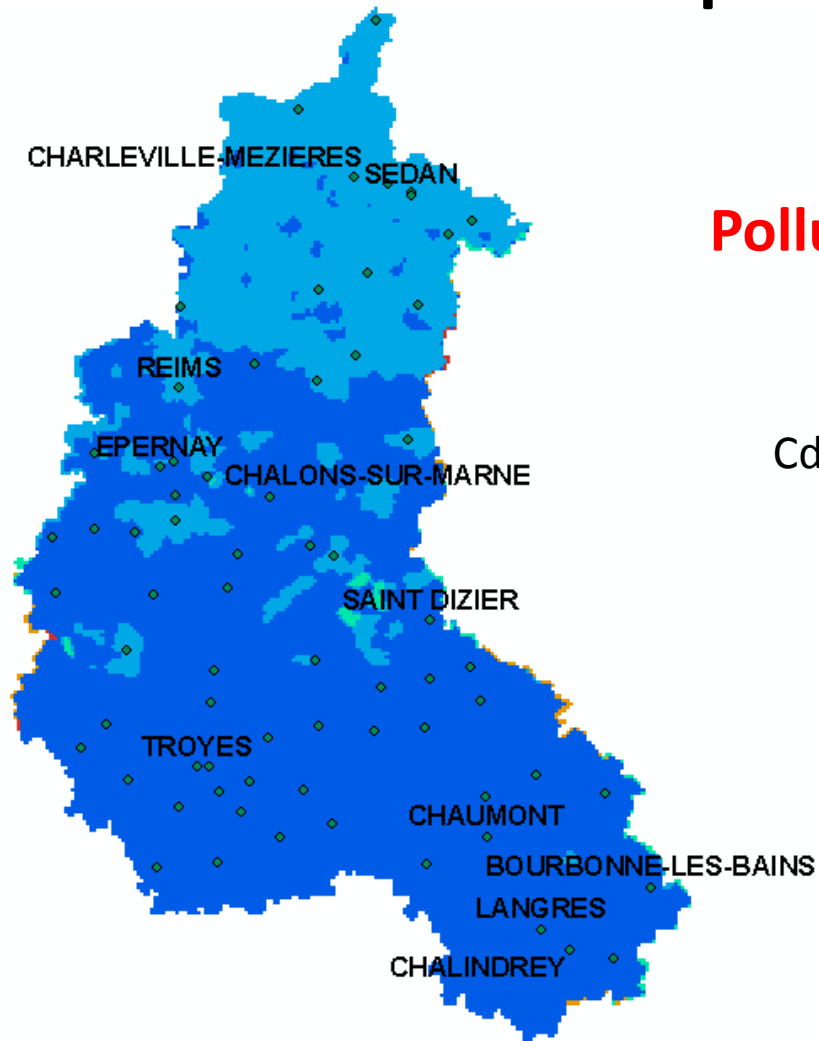 CHARLEVILLE-MEZIERES
SEDAN
Pollu
REIMS
EPERNAY
Cd
CHALONS-SUR-MARNE
SAINT DIZIER
TROYES
CHAUMONT
BOURBONNE-LES-BAINS
LANGRES
CHALINDREY